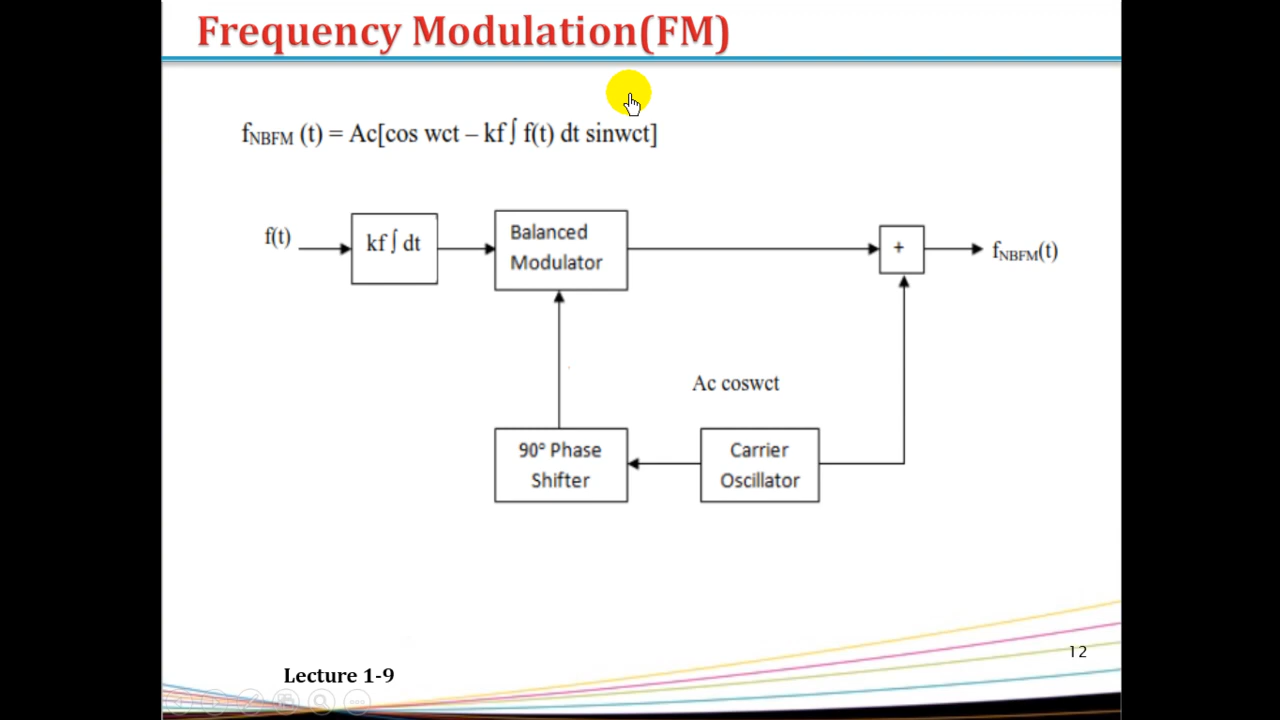 Frequency Modulation(FM)
fNBFM (t) = Ac[cos wct – kf ∫ f(t) dt sinwct]
f(t)
kf ∫ dt
Balanced
Modulator
+
fNBFM(t)
Ac coswct
90° Phase
Shifter
Carrier
Oscillator
12
Lecture 1-9